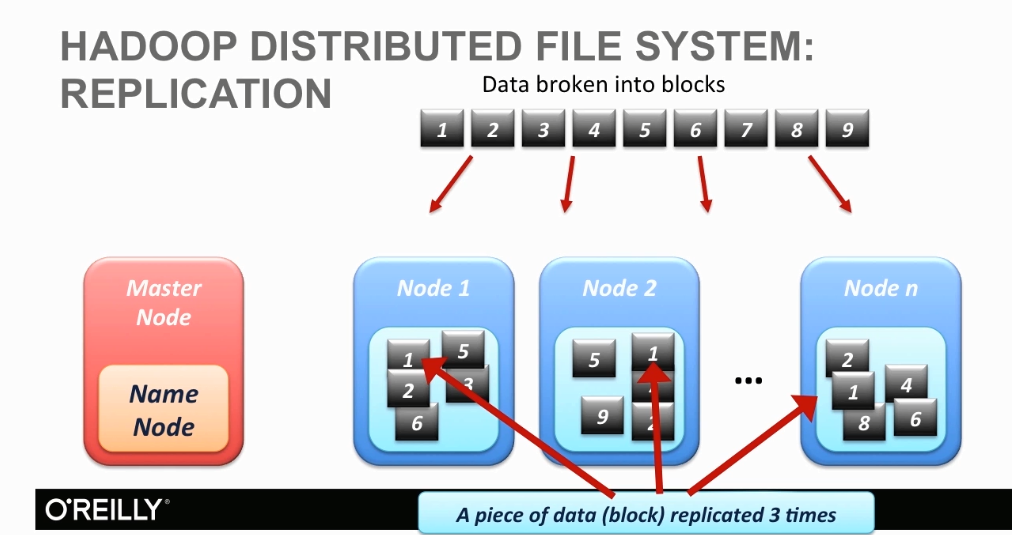 HADOOP DISTRIBUTED FILE SYSTEM:
REPLICATION
Data broken into blocks
1 2 3 4 5 6 7 8 9
Master
Node
Name
Node
Node 1
1 5
2 3
6
Node 2
5 1
9 2
...
Node n
2
1 4
8 6
O'REILLY®
A piece of data (block) replicated 3 times